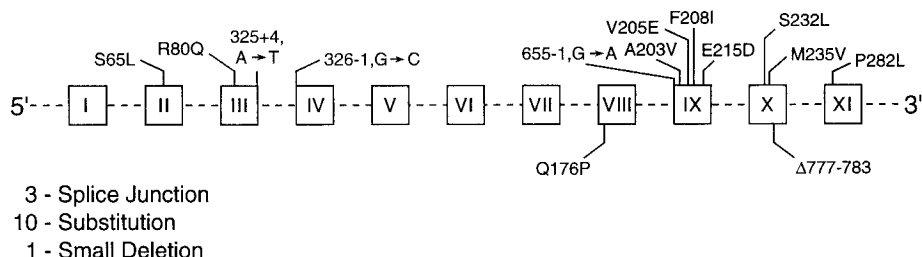 S65L
R80Q
325+4,
A → T
326-1,G → C
655-1,G → A
V205E
A203V
F208I
E215D
S232L
M235V
P282L
5' I II III IV V VI VII VIII IX X XI 3'
Q176P
Δ777-783
3 - Splice Junction
10 - Substitution
1 - Small Deletion